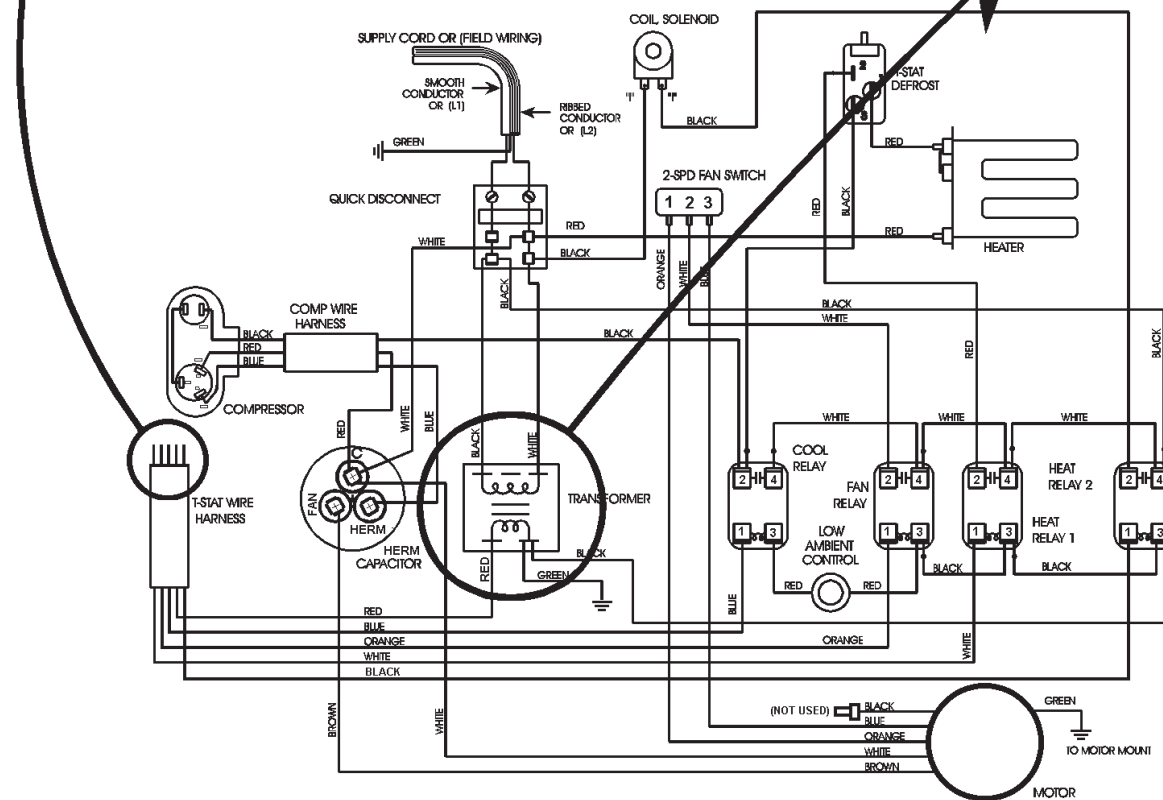 COIL, SOLENOID
SUPPLY CORD OR (FIELD WIRING)
SMOOTH
CONDUCTOR
OR (L1)
RIBBED
CONDUCTOR
OR (L2)
GREEN
BLACK
T-STAT
DEFROST
2
1
3
RED
QUICK DISCONNECT
2-SPD FAN SWITCH
1 2 3
RED
BLACK
RED
WHITE
BLACK
RED
HEATER
ORANGE
WHITE
BLUE
BLACK
BLACK
WHITE
COMP WIRE
HARNESS
BLACK
RED
BLUE
BLACK
RED
BLACK
COMPRESSOR
RED
WHITE
BLUE
BLACK
WHITE
WHITE
WHITE
WHITE
COOL
RELAY
FAN
RELAY
HEAT
RELAY 2
HEAT
RELAY 1
2 4
2 4
2 4
2 4
1 3
1 3
1 3
1 3
T-STAT WIRE
HARNESS
C
FAN
HERM
HERM
CAPACITOR
TRANSFORMER
RED
BLACK
GREEN
LOW
AMBIENT
CONTROL
RED
RED
BLACK
BLACK
BLUE
RED
BLUE
ORANGE
WHITE
BLACK
ORANGE
WHITE
BROWN
WHITE
(NOT USED)
BLACK
BLUE
ORANGE
WHITE
BROWN
GREEN
TO MOTOR MOUNT
MOTOR